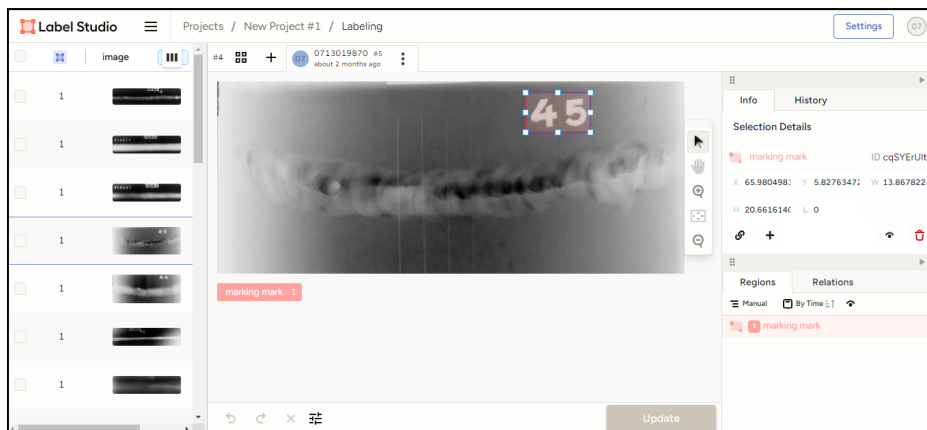 Label Studio
Projects / New Project #1 / Labeling
Settings
07
image
#4
07
0713019870 #5
about 2 months ago
1
1
1
1
1
1
1
45
marking mark 1
Info
History
Selection Details
marking mark
ID cqSYErUIt
X 65.980498
Y 5.8276347
W 13.867822
H 20.661614
0
Regions
Relations
Manual
By Time
1 marking mark
Update